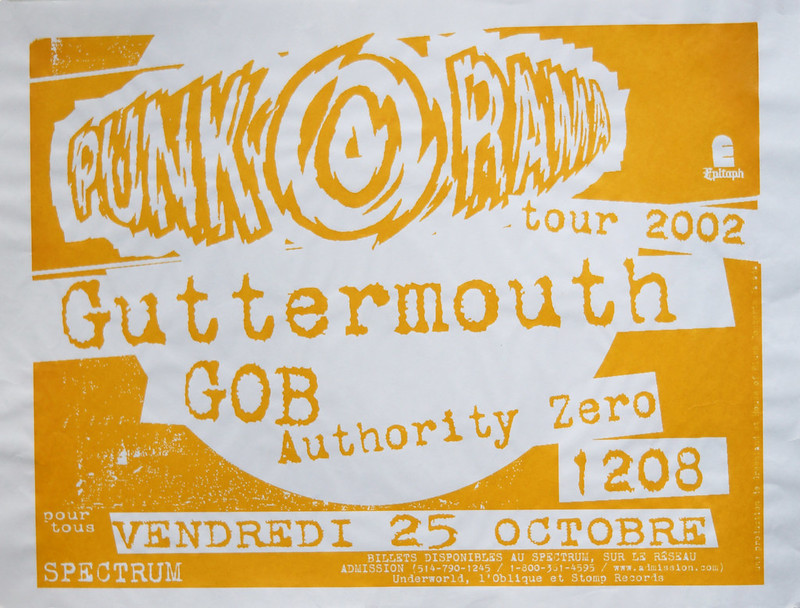 PUNK-O-RAMA
Epitaph
tour 2002
Guttermouth
GOB
Authority Zero
1208
pour
tous
VENDREDI 25 OCTOBRE
SPECTRUM
BILLETS DISPONIBLES AU SPECTRUM, SUR LE RÉSEAU
ADMISSION (514-790-1245 / 1-800-361-4595 / www.admission.com)
Underworld, l'Oblique et Stomp Records